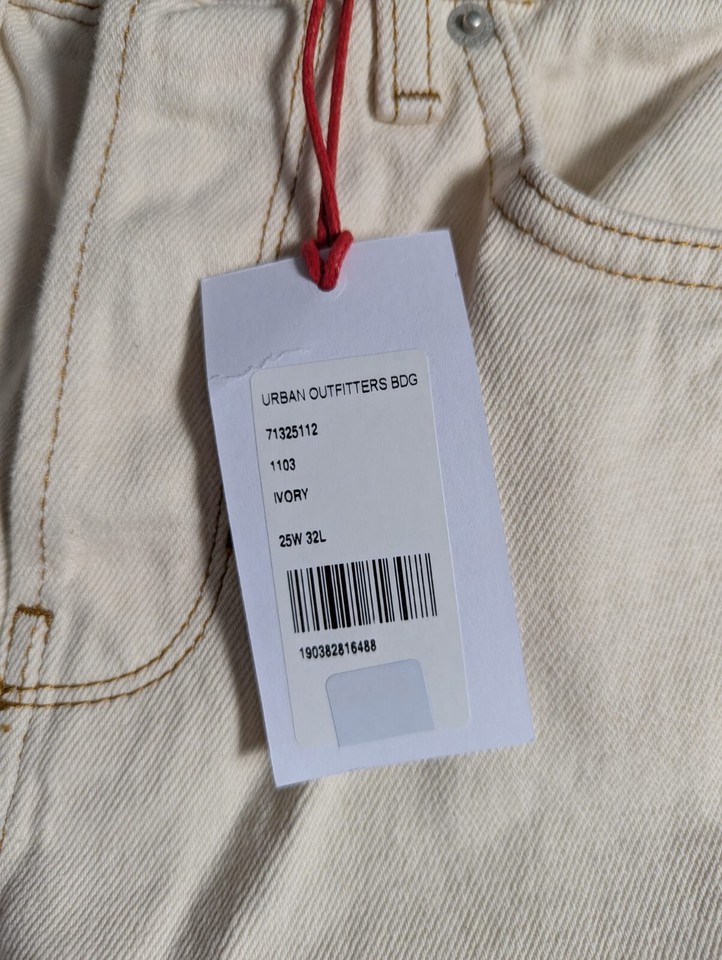 URBAN OUTFITTERS BDG
71325112
1103
IVORY
25W 32L
190382816488